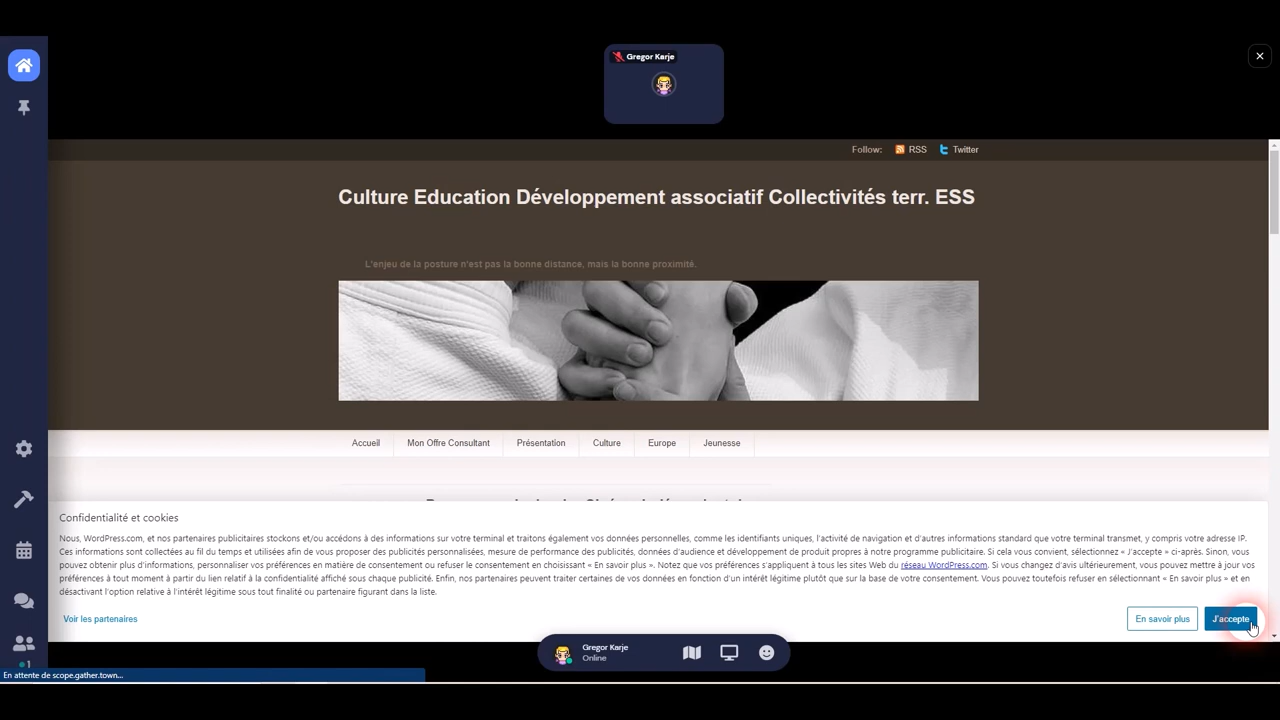 Gregor Karje
Follow: RSS Twitter
Culture Education Développement associatif Collectivités terr. ESS
L'enjeu de la posture n'est pas la bonne distance, mais la bonne proximité.
Accueil Mon Offre Consultant Présentation Culture Europe Jeunesse
Confidentialité et cookies
Nous, WordPress.com, et nos partenaires publicitaires stockons et/ou accédons à des informations sur votre terminal et traitons également vos données personnelles, comme les identifiants uniques, l'activité de navigation et d'autres informations standard que votre terminal transmet, y compris votre adresse IP.
Ces informations sont collectées au fil du temps et utilisées afin de vous proposer des publicités personnalisées, mesure de performance des publicités, données d'audience et développement de produit propres à notre programme publicitaire. Si cela vous convient, sélectionnez « J'accepte » ci-après. Sinon, vous
pouvez obtenir plus d'informations, personnaliser vos préférences en matière de consentement ou refuser le consentement en choisissant « En savoir plus ». Notez que vos préférences s'appliquent à tous les sites Web du réseau WordPress.com. Si vous changez d'avis ultérieurement, vous pouvez mettre à jour vos
préférences à tout moment à partir du lien relatif à la confidentialité affiché sous chaque publicité. Enfin, nos partenaires peuvent traiter certaines de vos données en fonction d'un intérêt légitime plutôt que sur la base de votre consentement. Vous pouvez toutefois refuser en sélectionnant « En savoir plus » et en
désactivant l'option relative à l'intérêt légitime sous tout finalité ou partenaire figurant dans la liste.
Voir les partenaires En savoir plus J'accepte
Gregor Karje
Online
1
En attente de scope.gather.town...